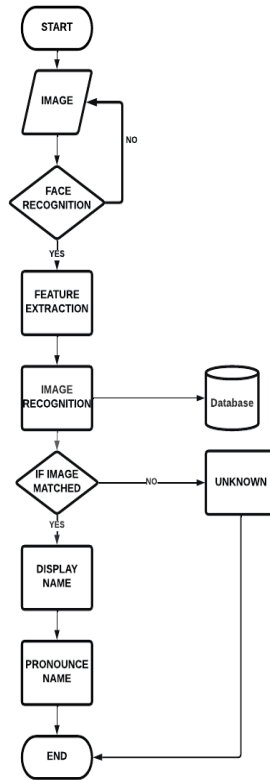 START
IMAGE
NO
FACE
RECOGNITION
YES
FEATURE
EXTRACTION
IMAGE
RECOGNITION
Database
IF IMAGE
MATCHED
NO
UNKNOWN
YES
DISPLAY
NAME
PRONOUNCE
NAME
END